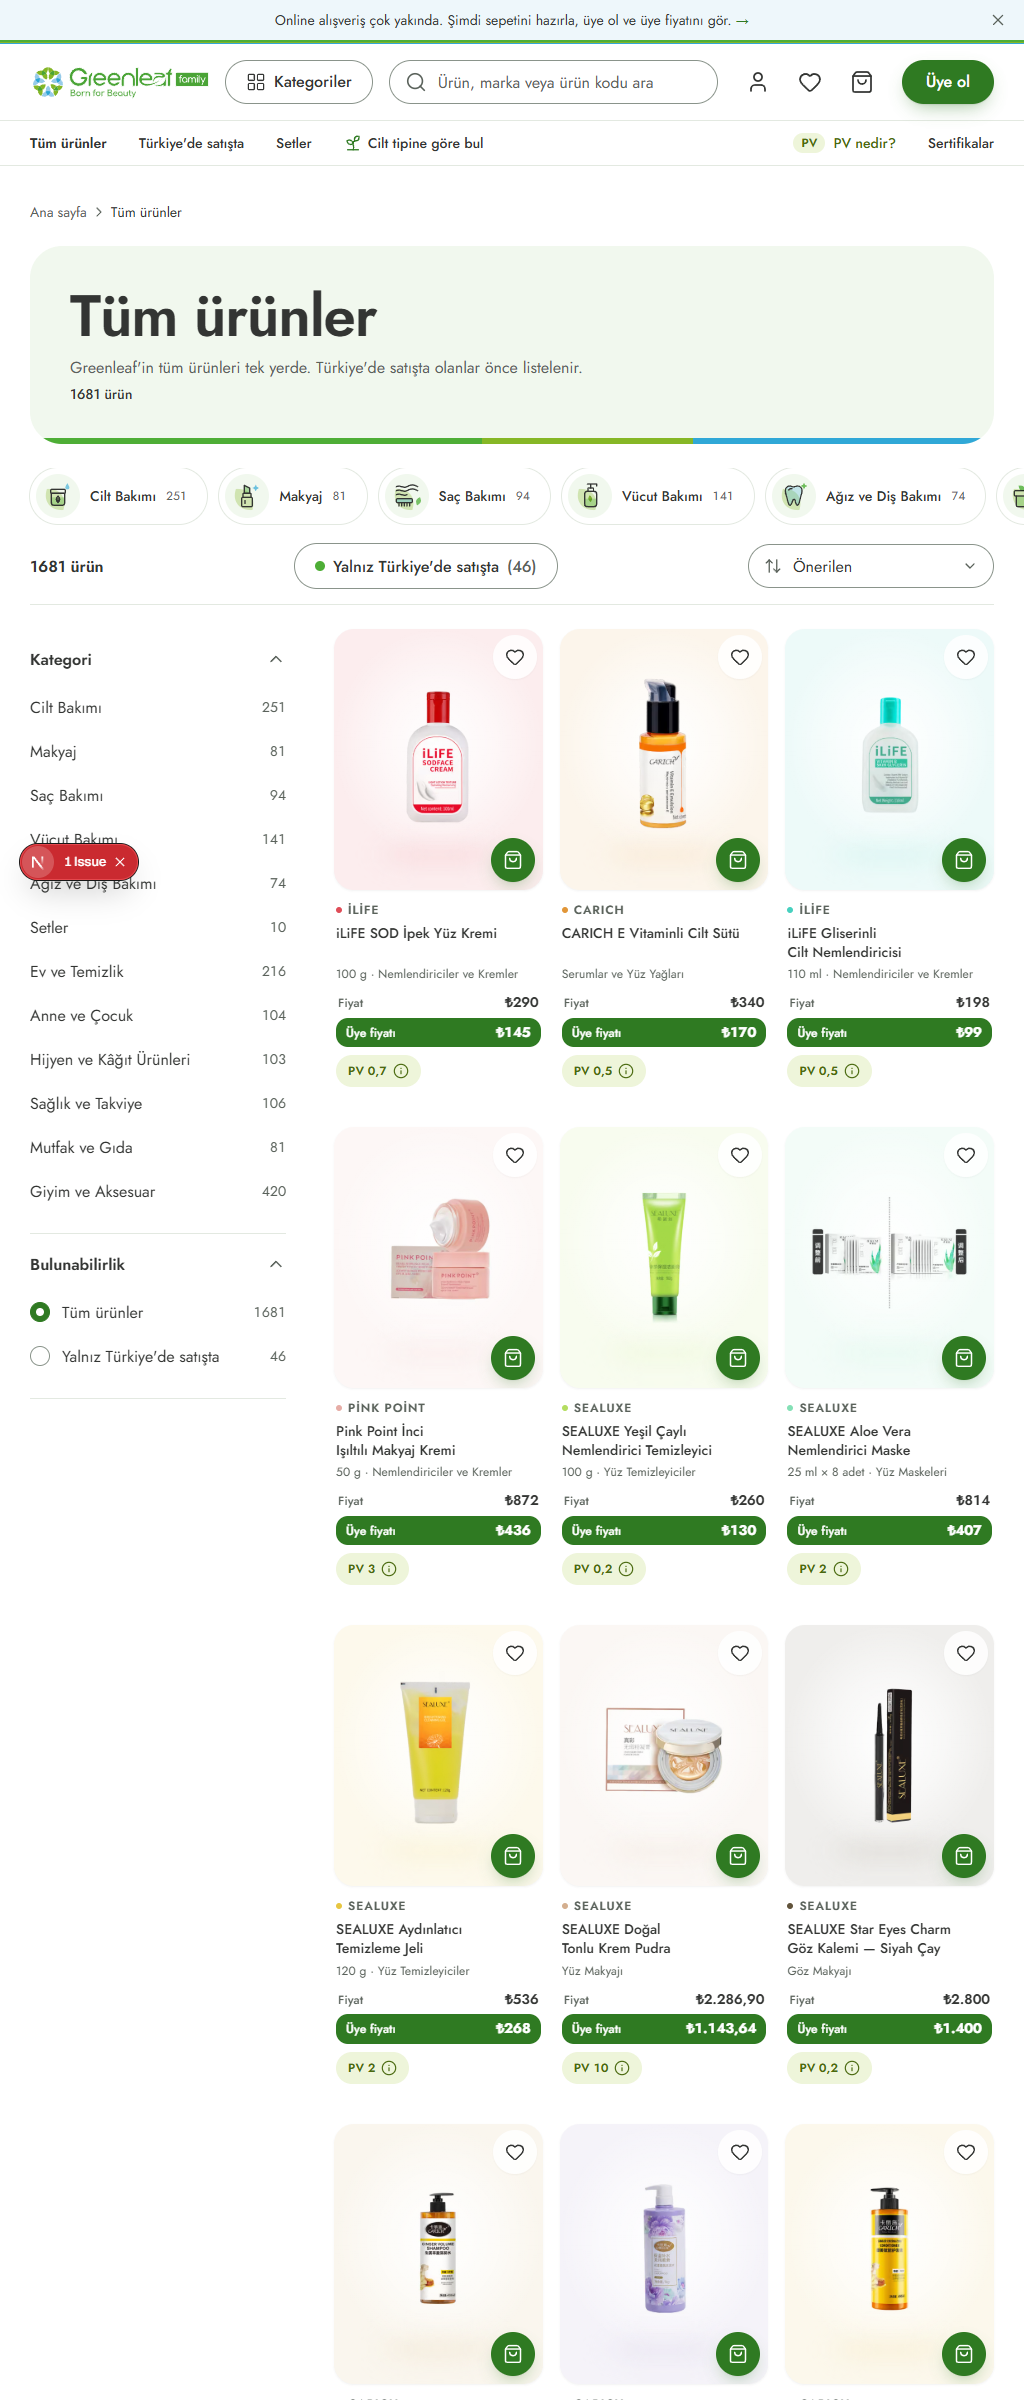 Online alışveriş çok yakında. Şimdi sepetini hazırla, üye ol ve üye fiyatını gör. →
Greenleaf family
Born for Beauty
Kategoriler
Ürün, marka veya ürün kodu ara
Üye ol
Tüm ürünler
Türkiye'de satışta
Setler
Cilt tipine göre bul
PV PV nedir?
Sertifikalar
Ana sayfa > Tüm ürünler
Tüm ürünler
Greenleaf'in tüm ürünleri tek yerde. Türkiye'de satışta olanlar önce listelenir.
1681 ürün
Cilt Bakımı 251
Makyaj 81
Saç Bakımı 94
Vücut Bakımı 141
Ağız ve Diş Bakımı 74
1681 ürün
Yalnız Türkiye'de satışta (46)
Önerilen
Kategori
Cilt Bakımı 251
Makyaj 81
Saç Bakımı 94
Vücut Bakımı 141
1 Issue
Ağız ve Diş Bakımı 74
Setler 10
Ev ve Temizlik 216
Anne ve Çocuk 104
Hijyen ve Kâğıt Ürünleri 103
Sağlık ve Takviye 106
Mutfak ve Gıda 81
Giyim ve Aksesuar 420
Bulunabilirlik
Tüm ürünler 1681
Yalnız Türkiye'de satışta 46
iLiFE
SODFACE
CREAM
İLİFE
iLiFE SOD İpek Yüz Kremi
100 g · Nemlendiriciler ve Kremler
Fiyat ₺290
Üye fiyatı ₺145
PV 0,7
CARICH
CARICH
CARICH E Vitaminli Cilt Sütü
Serumlar ve Yüz Yağları
Fiyat ₺340
Üye fiyatı ₺170
PV 0,5
iLiFE
İLİFE
iLiFE Gliserinli
Cilt Nemlendiricisi
110 ml · Nemlendiriciler ve Kremler
Fiyat ₺198
Üye fiyatı ₺99
PV 0,5
PINKPOINT
PİNK POİNT
Pink Point İnci
Işıltılı Makyaj Kremi
50 g · Nemlendiriciler ve Kremler
Fiyat ₺872
Üye fiyatı ₺436
PV 3
SEALUXE
SEALUXE
SEALUXE Yeşil Çaylı
Nemlendirici Temizleyici
100 g · Yüz Temizleyiciler
Fiyat ₺260
Üye fiyatı ₺130
PV 0,2
SEALUXE
SEALUXE Aloe Vera
Nemlendirici Maske
25 ml × 8 adet · Yüz Maskeleri
Fiyat ₺814
Üye fiyatı ₺407
PV 2
SEALUXE
SEALUXE
SEALUXE Aydınlatıcı
Temizleme Jeli
120 g · Yüz Temizleyiciler
Fiyat ₺536
Üye fiyatı ₺268
PV 2
SEALUXE
SEALUXE
SEALUXE Doğal
Tonlu Krem Pudra
Yüz Makyajı
Fiyat ₺2.286,90
Üye fiyatı ₺1.143,64
PV 10
SEALUXE
SEALUXE
SEALUXE Star Eyes Charm
Göz Kalemi — Siyah Çay
Göz Makyajı
Fiyat ₺2.800
Üye fiyatı ₺1.400
PV 0,2
CARICH
GINGER VOLUME
SHAMPOO
CARICH